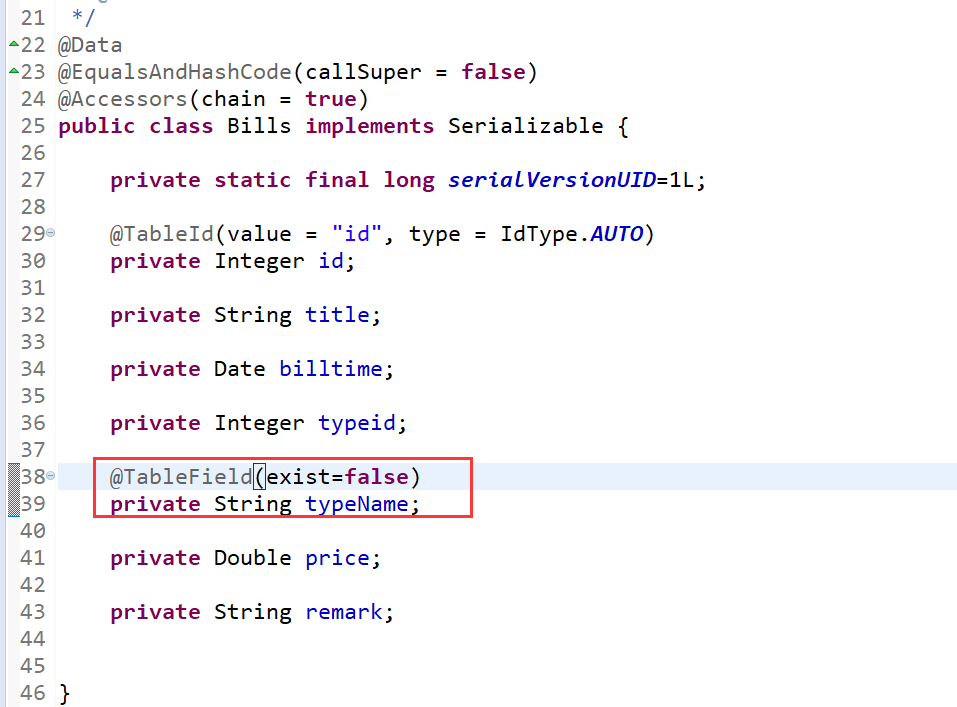 21 */
22 @Data
23 @EqualsAndHashCode(callSuper = false)
24 @Accessors(chain = true)
25 public class Bills implements Serializable {
26
27 private static final long serialVersionUID=1L;
28
29 @TableId(value = "id", type = IdType.AUTO)
30 private Integer id;
31
32 private String title;
33
34 private Date billtime;
35
36 private Integer typeid;
37
38 @TableField(exist=false)
39 private String typeName;
40
41 private Double price;
42
43 private String remark;
44
45
46 }